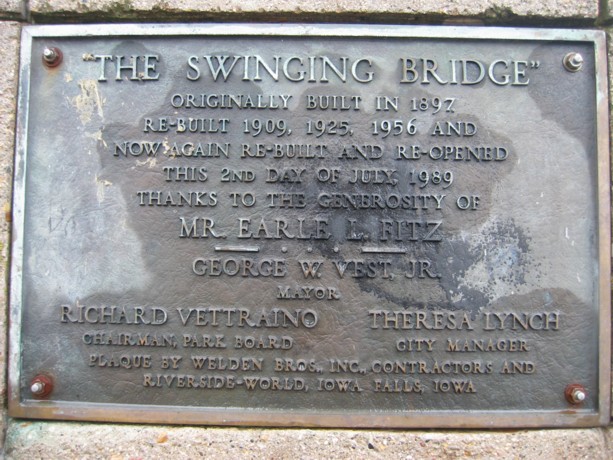 "THE SWINGING BRIDGE"
ORIGINALLY BUILT IN 1897
RE-BUILT 1909, 1925, 1956 AND
NOW AGAIN RE-BUILT AND RE-OPENED
THIS 2ND DAY OF JULY, 1989
THANKS TO THE GENEROSITY OF
MR. EARLE L. FITZ
GEORGE W. VEST, JR.
MAYOR
RICHARD VETTRAINO THERESA LYNCH
CHAIRMAN, PARK BOARD CITY MANAGER
PLAQUE BY WELDEN BROS., INC., CONTRACTORS AND
RIVERSIDE-WORLD, IOWA FALLS, IOWA